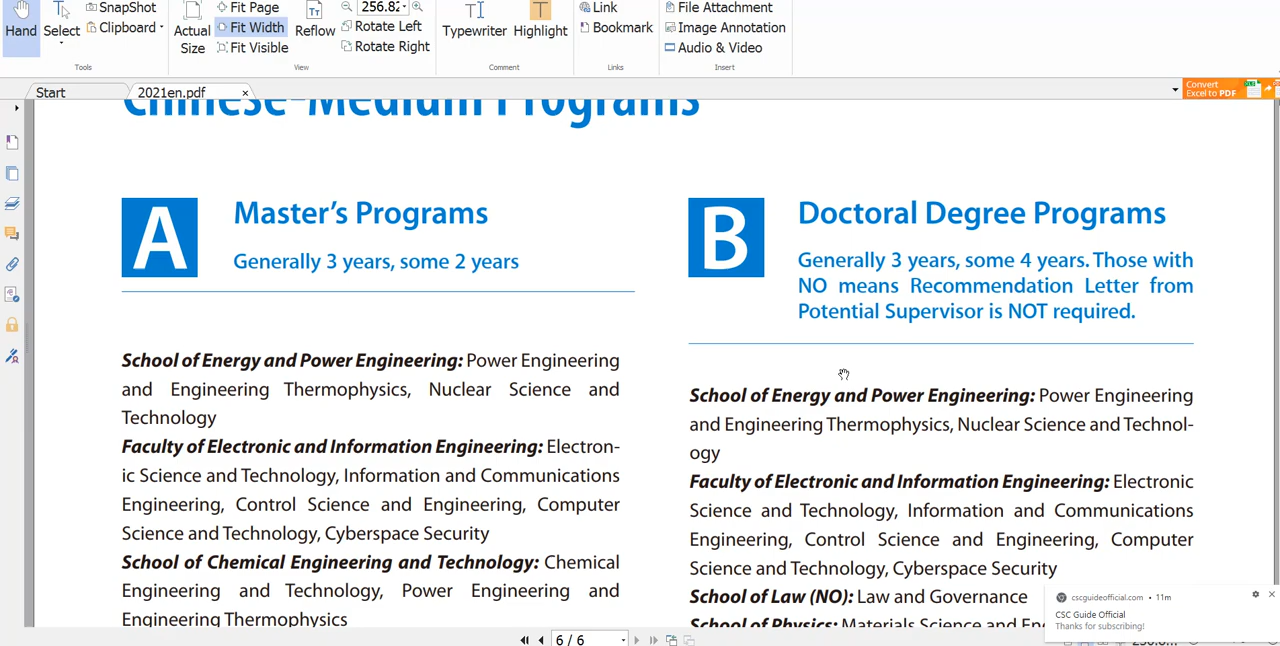 SnapShot
Clipboard
Hand
Select
Tools
Actual
Size
Fit Page
Fit Width
Fit Visible
Reflow
256.82
Rotate Left
Rotate Right
View
Typewriter
Highlight
Comment
Link
Bookmark
Links
File Attachment
Image Annotation
Audio & Video
Insert
Start
2021en.pdf
Convert
Excel to PDF
Chinese-Medium Programs
A
Master's Programs
Generally 3 years, some 2 years
School of Energy and Power Engineering: Power Engineering
and Engineering Thermophysics, Nuclear Science and
Technology
Faculty of Electronic and Information Engineering: Electron-
ic Science and Technology, Information and Communications
Engineering, Control Science and Engineering, Computer
Science and Technology, Cyberspace Security
School of Chemical Engineering and Technology: Chemical
Engineering and Technology, Power Engineering and
Engineering Thermophysics
B
Doctoral Degree Programs
Generally 3 years, some 4 years. Those with
NO means Recommendation Letter from
Potential Supervisor is NOT required.
School of Energy and Power Engineering: Power Engineering
and Engineering Thermophysics, Nuclear Science and Technol-
ogy
Faculty of Electronic and Information Engineering: Electronic
Science and Technology, Information and Communications
Engineering, Control Science and Engineering, Computer
Science and Technology, Cyberspace Security
School of Law (NO): Law and Governance
School of Physics: Materials Science and
cscguideofficial.com • 11m
CSC Guide Official
Thanks for subscribing!
6 / 6